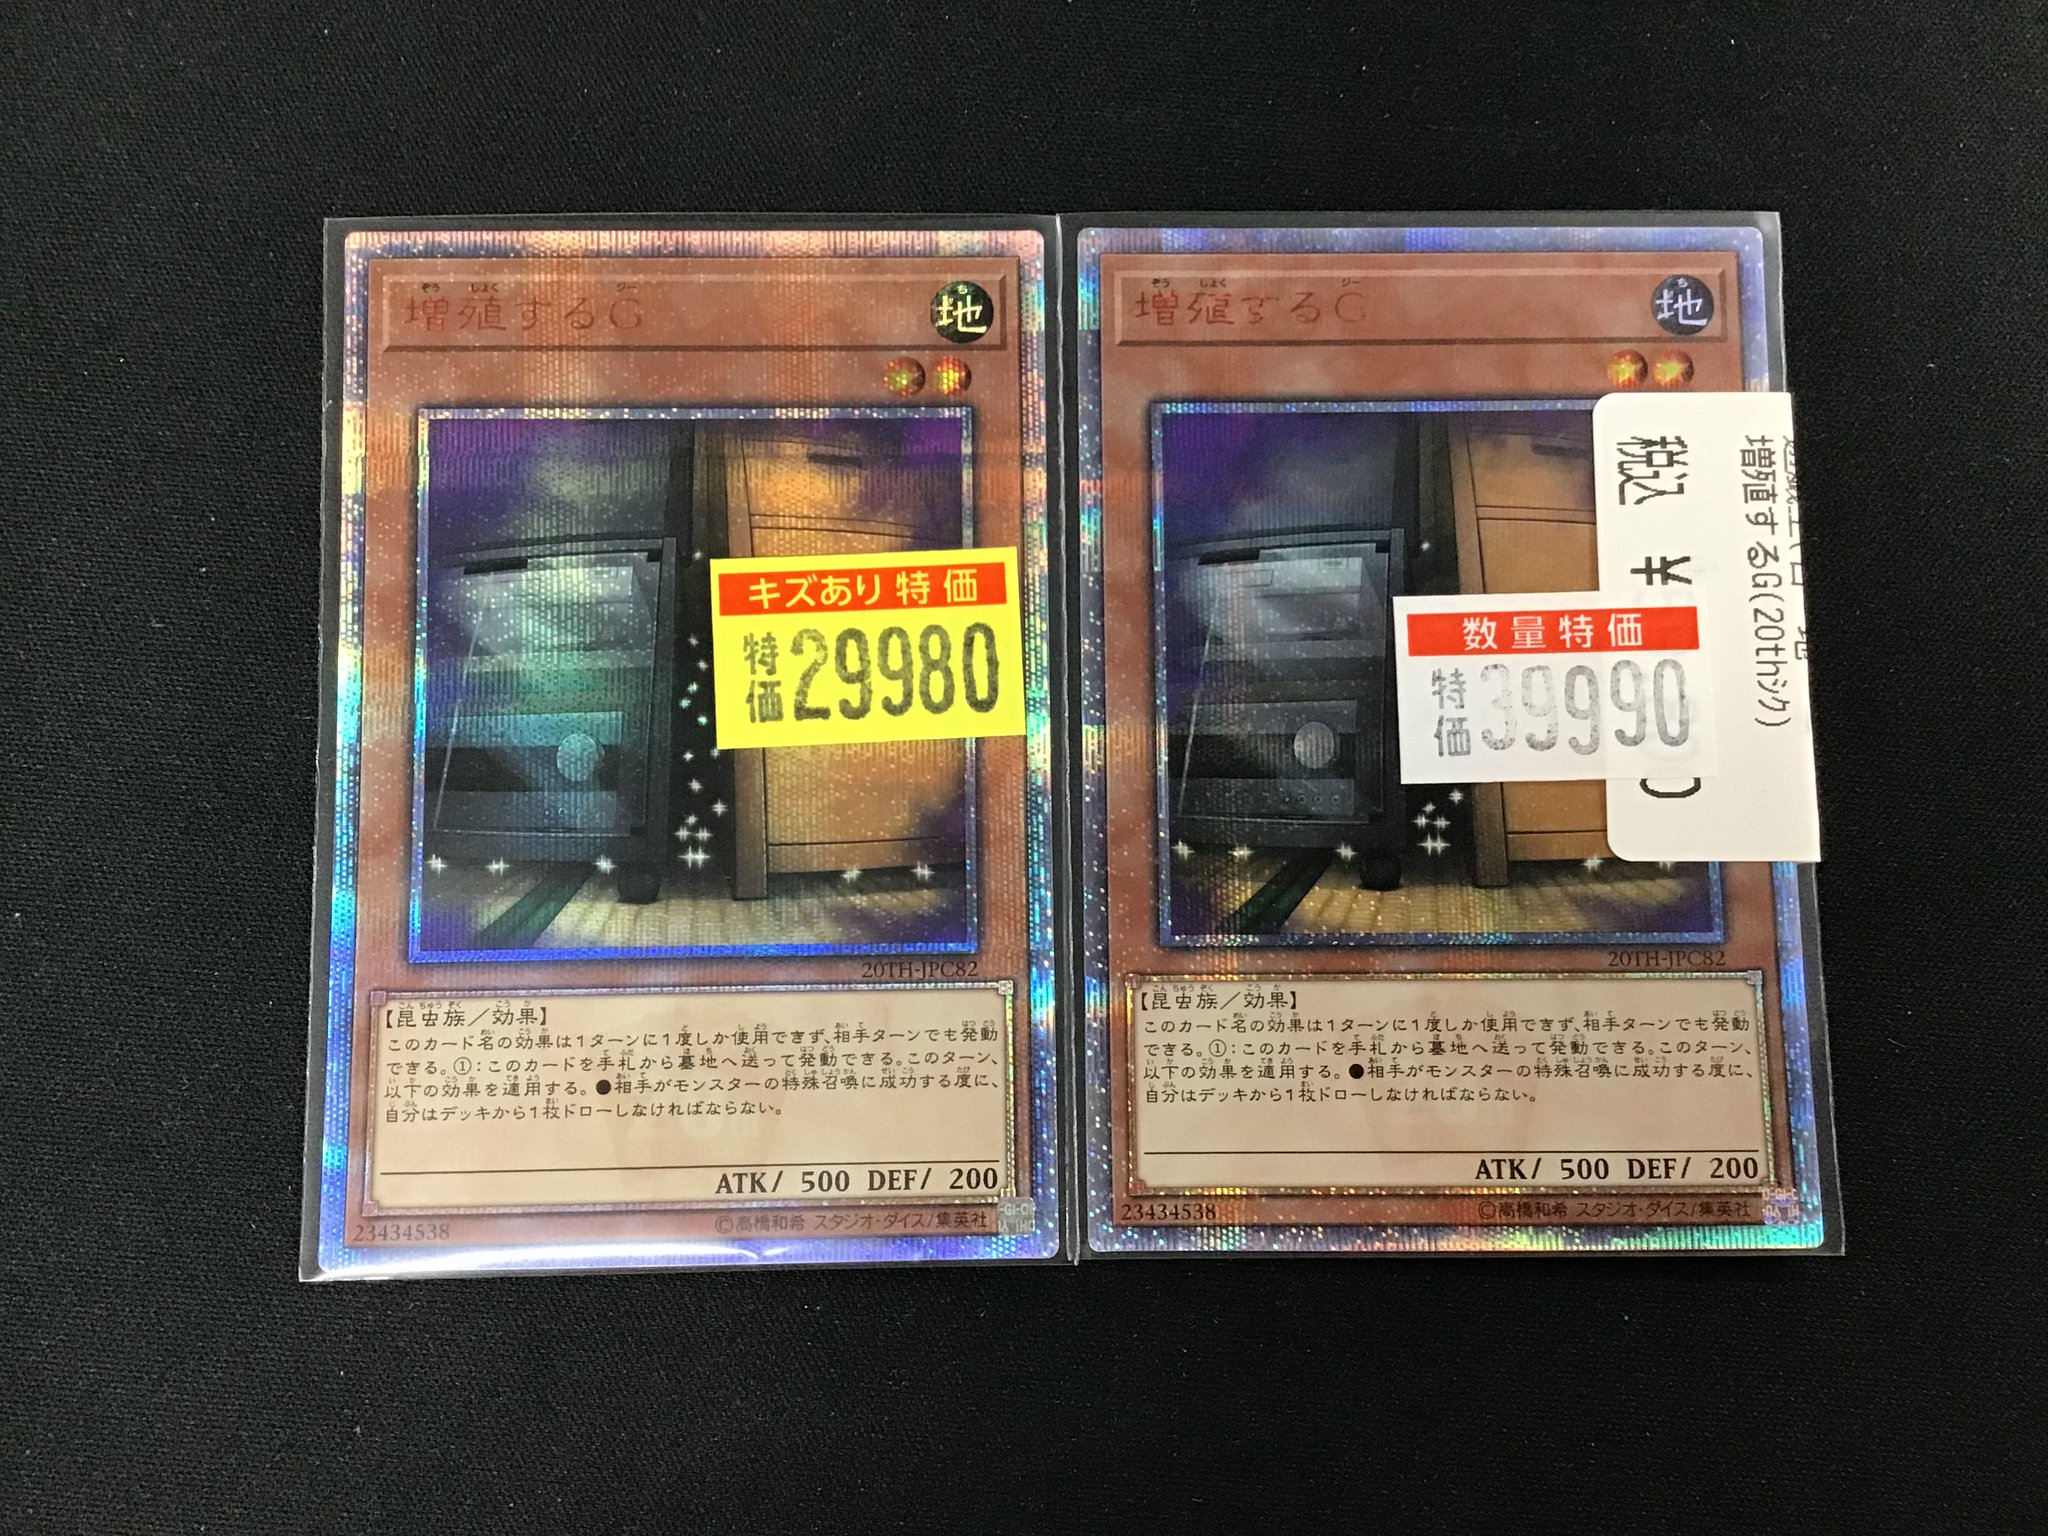 増殖するG
地
キズあり特価
特価 29980
20TH-JPC82
【昆虫族／効果】
このカード名の効果は1ターンに1度しか使用できず、相手ターンでも発動
できる。①:このカードを手札から墓地へ送って発動できる。このターン、
以下の効果を適用する。●相手がモンスターの特殊召喚に成功する度に、
自分はデッキから1枚ドローしなければならない。
ATK/ 500 DEF/ 200
23434538
©高橋和希 スタジオ・ダイス/集英社
増殖するG
地
増殖するG(20thシク)
税込 ¥
数量特価
特価 39990
20TH-JPC82
【昆虫族／効果】
このカード名の効果は1ターンに1度しか使用できず、相手ターンでも発動
できる。①:このカードを手札から墓地へ送って発動できる。このターン、
以下の効果を適用する。●相手がモンスターの特殊召喚に成功する度に、
自分はデッキから1枚ドローしなければならない。
ATK/ 500 DEF/ 200
23434538
©高橋和希 スタジオ・ダイス/集英社